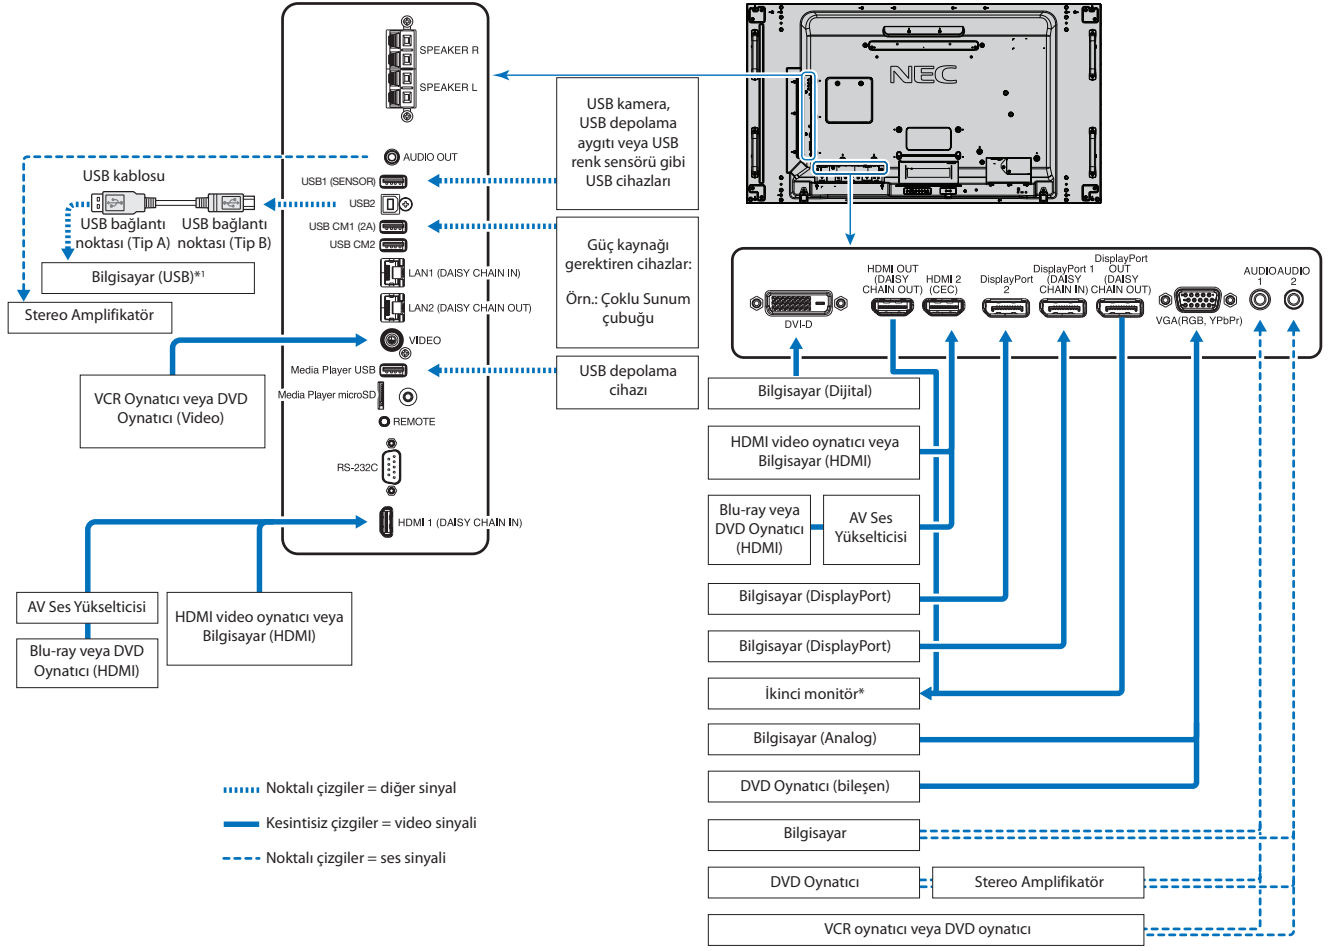 SPEAKER R
SPEAKER L
AUDIO OUT
USB1 (SENSOR)
USB2
USB CM1 (2A)
USB CM2
LAN1 (DAISY CHAIN IN)
LAN2 (DAISY CHAIN OUT)
VIDEO
Media Player USB
Media Player microSD
REMOTE
RS-232C
HDMI 1 (DAISY CHAIN IN)
USB kablosu
USB bağlantı
noktası (Tip A)
USB bağlantı
noktası (Tip B)
Bilgisayar (USB)*1
Stereo Amplifikatör
VCR Oynatıcı veya DVD
Oynatıcı (Video)
AV Ses Yükselticisi
Blu-ray veya DVD
Oynatıcı (HDMI)
HDMI video oynatıcı veya
Bilgisayar (HDMI)
USB kamera,
USB depolama
aygıtı veya USB
renk sensörü gibi
USB cihazları
Güç kaynağı
gerektiren cihazlar:
Örn.: Çoklu Sunum
çubuğu
USB depolama
cihazı
NEC
DVI-D
HDMI OUT
(DAISY
CHAIN OUT)
HDMI 2
(CEC)
DisplayPort
2
DisplayPort 1
(DAISY
CHAIN IN)
DisplayPort
OUT
(DAISY
CHAIN OUT)
VGA(RGB, YPbPr)
AUDIO
1
AUDIO
2
Bilgisayar (Dijital)
HDMI video oynatıcı veya
Bilgisayar (HDMI)
Blu-ray veya
DVD Oynatıcı
(HDMI)
AV Ses
Yükselticisi
Bilgisayar (DisplayPort)
Bilgisayar (DisplayPort)
İkinci monitör*
Bilgisayar (Analog)
DVD Oynatıcı (bileşen)
Bilgisayar
DVD Oynatıcı
Stereo Amplifikatör
VCR oynatıcı veya DVD oynatıcı
Noktalı çizgiler = diğer sinyal
Kesintisiz çizgiler = video sinyali
Noktalı çizgiler = ses sinyali